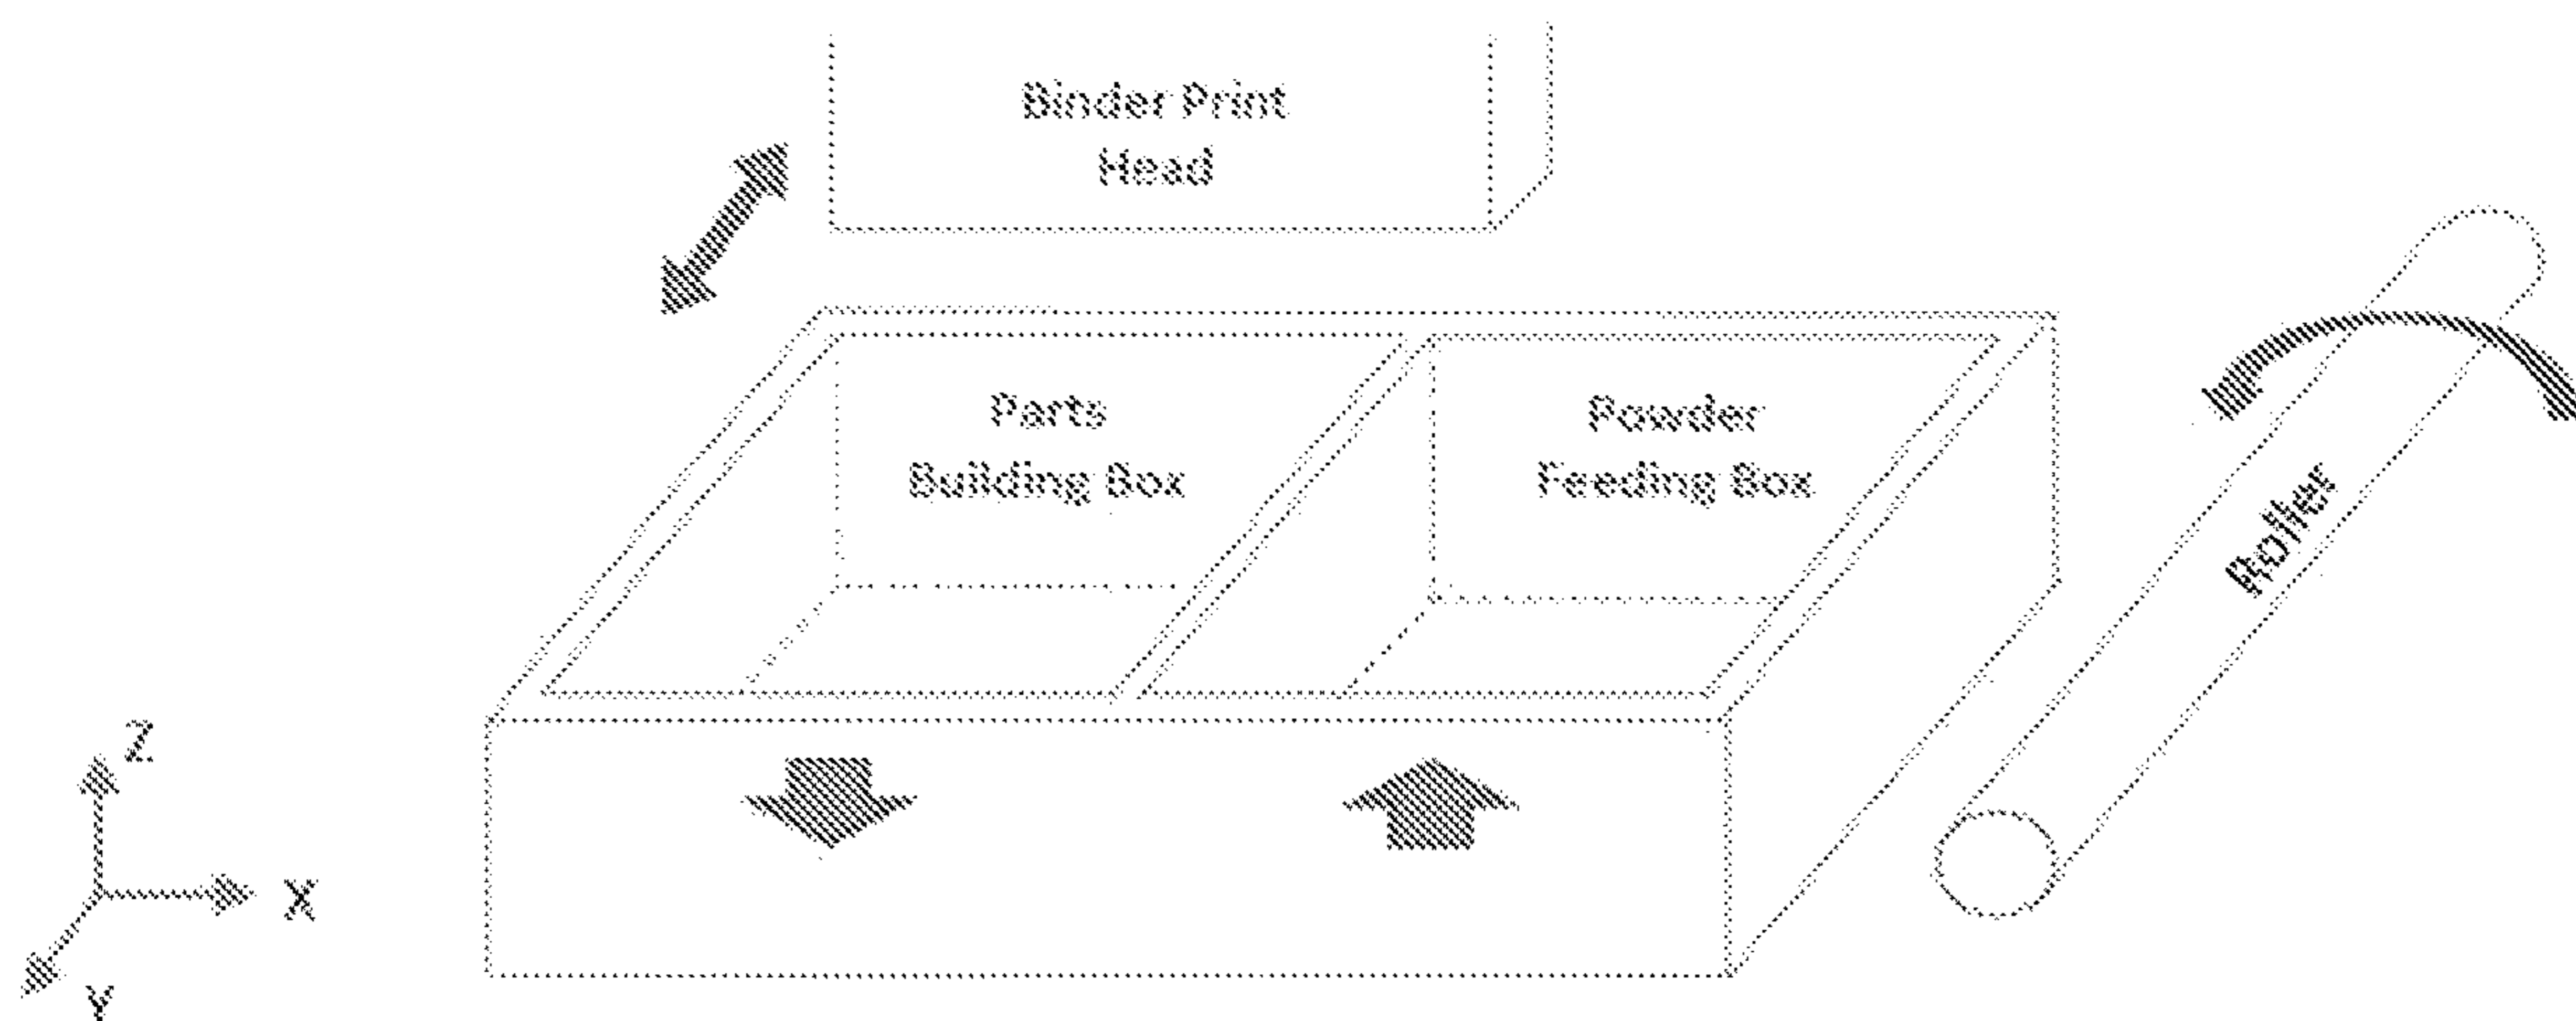 Binder Print
Head
Parts
Building Box
Powder
Feeding Box
Roller
Z
X
Y